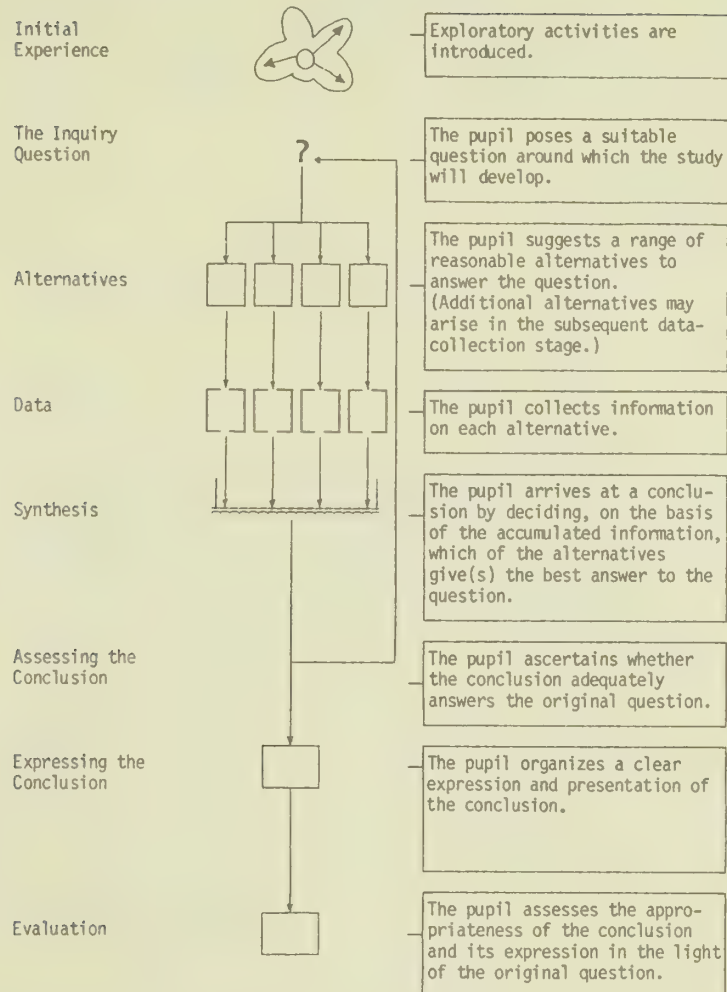 Initial
Experience
Exploratory activities are
introduced.
The Inquiry
Question
?
The pupil poses a suitable
question around which the study
will develop.
Alternatives
The pupil suggests a range of
reasonable alternatives to
answer the question.
(Additional alternatives may
arise in the subsequent data-
collection stage.)
Data
The pupil collects information
on each alternative.
Synthesis
The pupil arrives at a conclu-
sion by deciding, on the basis
of the accumulated information,
which of the alternatives
give(s) the best answer to the
question.
Assessing the
Conclusion
The pupil ascertains whether
the conclusion adequately
answers the original question.
Expressing the
Conclusion
The pupil organizes a clear
expression and presentation of
the conclusion.
Evaluation
The pupil assesses the appro-
priateness of the conclusion
and its expression in the light
of the original question.